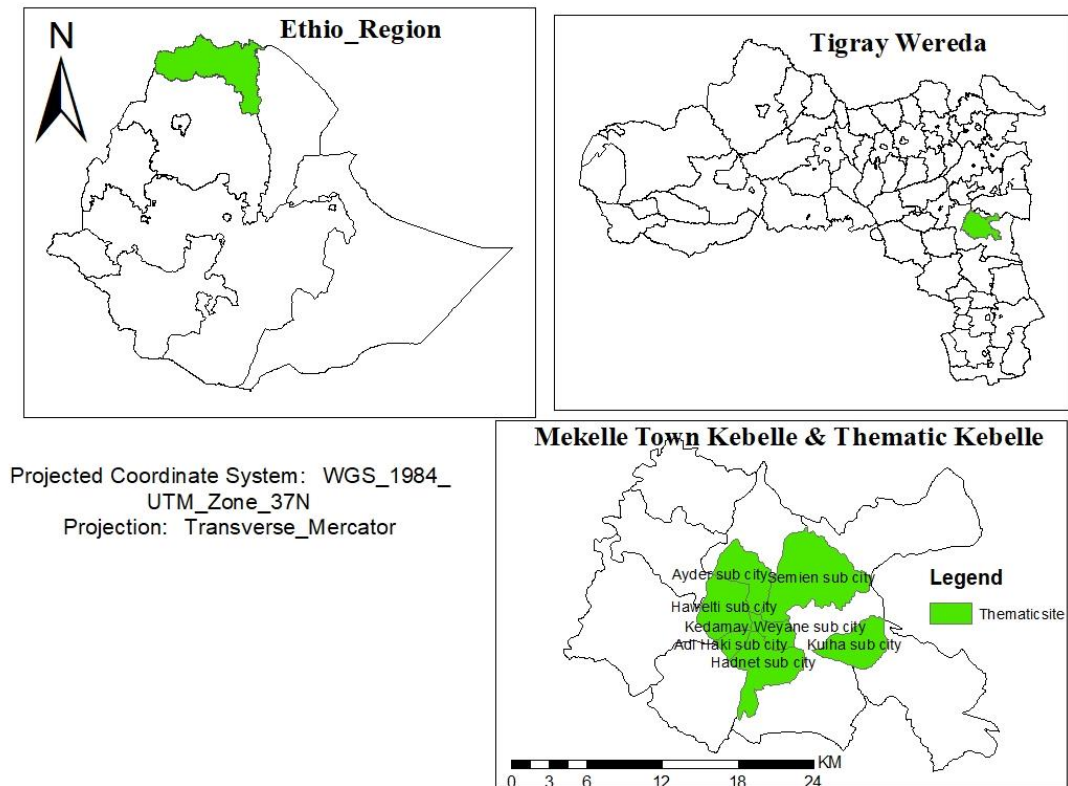 N
Ethio_Region
Tigray Wereda
Projected Coordinate System: WGS_1984_
UTM_Zone_37N
Projection: Transverse_Mercator
Mekelle Town Kebelle & Thematic Kebelle
Ayder sub city
Semien sub city
Hawelti sub city
Kedamay Weyane sub city
Adi Haki sub city
Kuiha sub city
Hadnet sub city
Legend
Thematic site
KM
0 3 6 12 18 24